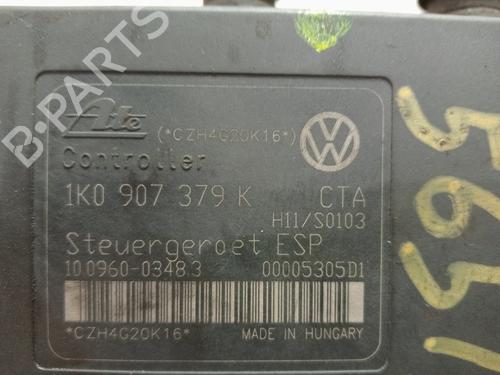 B-PARTS
Ate
(*CZH4G20K16*)
Controller
1K0 907 379 K CTA
H11/S0103
Steuergeroet ESP
10.0960-0348.3 00005305D1
*CZH4G20K16* MADE IN HUNGARY